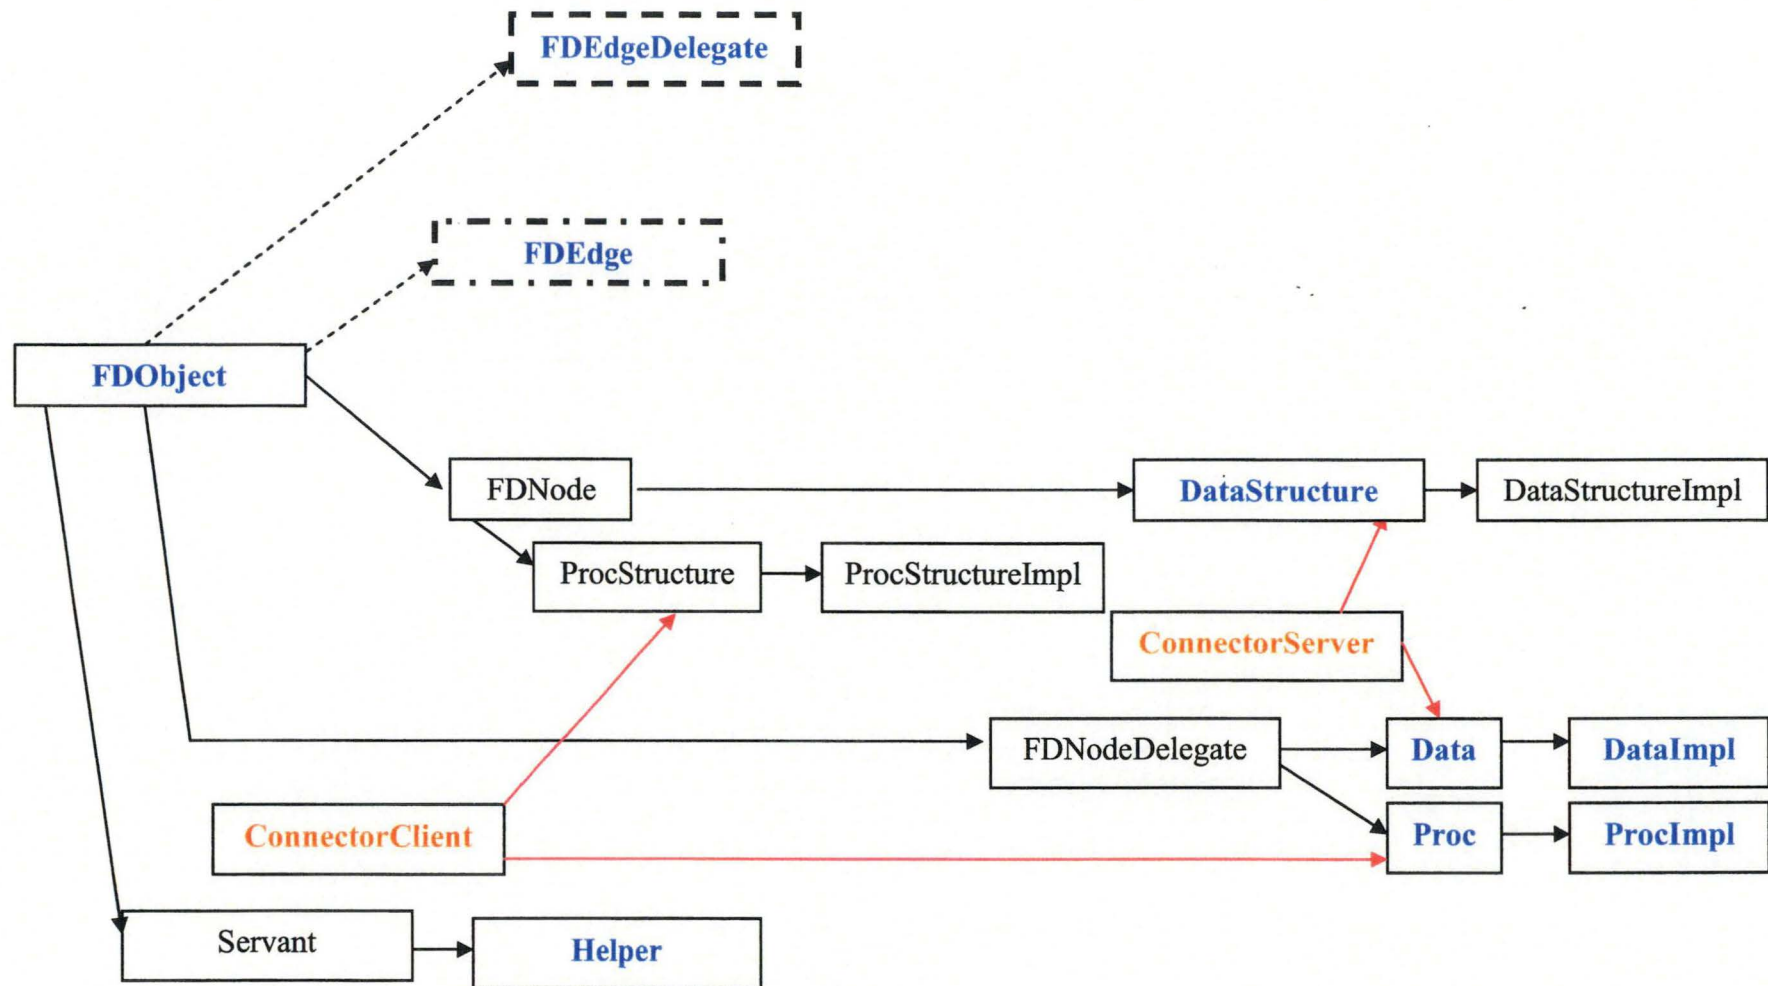 FDEdgeDelegate
FDEdge
FDObject
FDNode
DataStructure
DataStructureImpl
ProcStructure
ProcStructureImpl
ConnectorServer
FDNodeDelegate
Data
DataImpl
ConnectorClient
Proc
ProcImpl
Servant
Helper